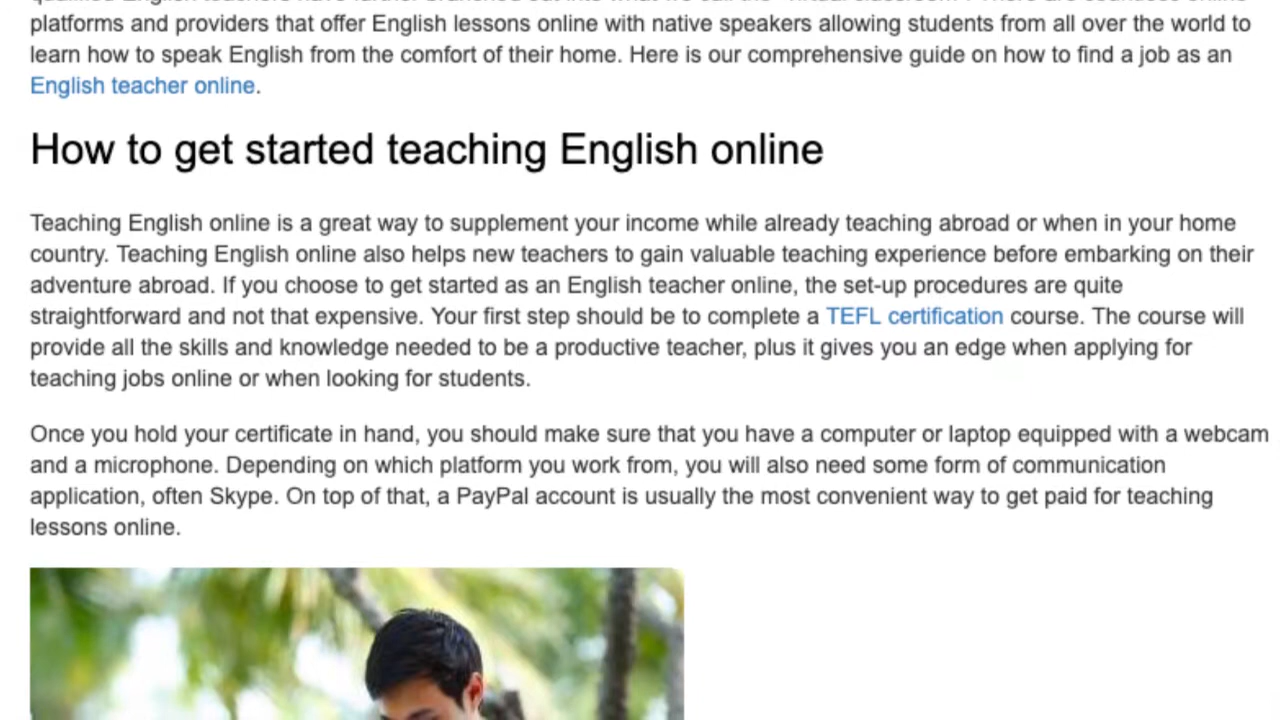 platforms and providers that offer English lessons online with native speakers allowing students from all over the world to
learn how to speak English from the comfort of their home. Here is our comprehensive guide on how to find a job as an
English teacher online.
How to get started teaching English online
Teaching English online is a great way to supplement your income while already teaching abroad or when in your home
country. Teaching English online also helps new teachers to gain valuable teaching experience before embarking on their
adventure abroad. If you choose to get started as an English teacher online, the set-up procedures are quite
straightforward and not that expensive. Your first step should be to complete a TEFL certification course. The course will
provide all the skills and knowledge needed to be a productive teacher, plus it gives you an edge when applying for
teaching jobs online or when looking for students.
Once you hold your certificate in hand, you should make sure that you have a computer or laptop equipped with a webcam
and a microphone. Depending on which platform you work from, you will also need some form of communication
application, often Skype. On top of that, a PayPal account is usually the most convenient way to get paid for teaching
lessons online.